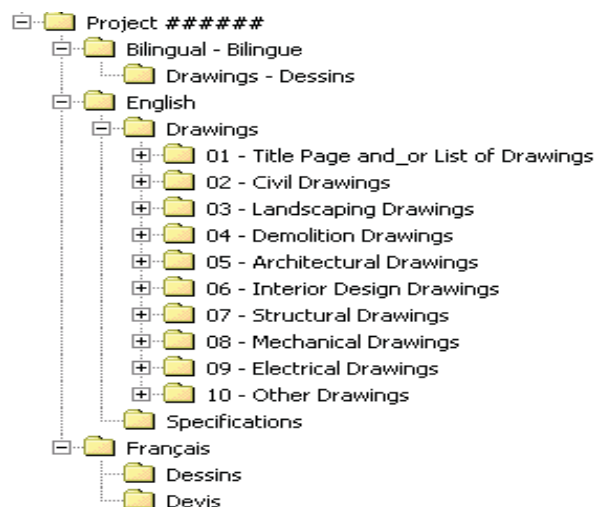 Project ######
Bilingual - Bilingue
Drawings - Dessins
English
Drawings
01 - Title Page and_or List of Drawings
02 - Civil Drawings
03 - Landscaping Drawings
04 - Demolition Drawings
05 - Architectural Drawings
06 - Interior Design Drawings
07 - Structural Drawings
08 - Mechanical Drawings
09 - Electrical Drawings
10 - Other Drawings
Specifications
Français
Dessins
Devis